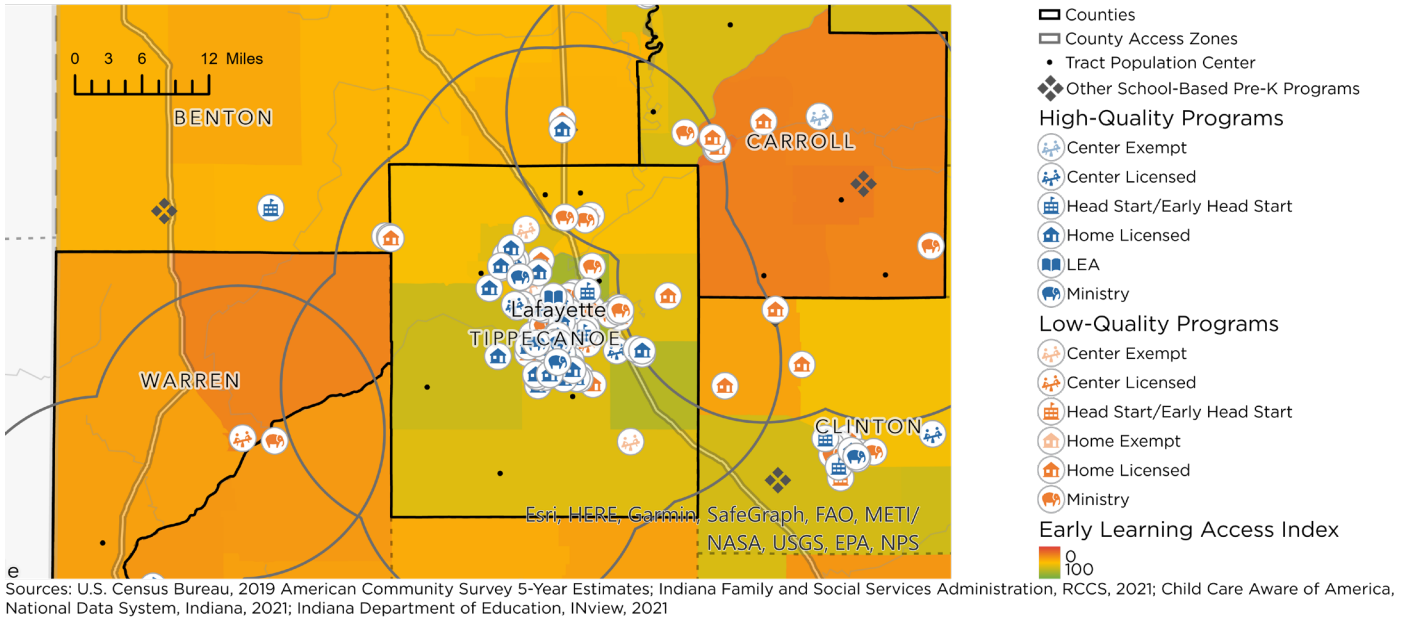 0 3 6 12 Miles
BENTON
CARROLL
Lafayette
TIPPECANOE
WARREN
CLINTON
Esri, HERE, Garmin, SafeGraph, FAO, METI/
NASA, USGS, EPA, NPS
e
Counties
County Access Zones
Tract Population Center
Other School-Based Pre-K Programs
High-Quality Programs
Center Exempt
Center Licensed
Head Start/Early Head Start
Home Licensed
LEA
Ministry
Low-Quality Programs
Center Exempt
Center Licensed
Head Start/Early Head Start
Home Exempt
Home Licensed
Ministry
Early Learning Access Index
0
100
Sources: U.S. Census Bureau, 2019 American Community Survey 5-Year Estimates; Indiana Family and Social Services Administration, RCCS, 2021; Child Care Aware of America,
National Data System, Indiana, 2021; Indiana Department of Education, INview, 2021